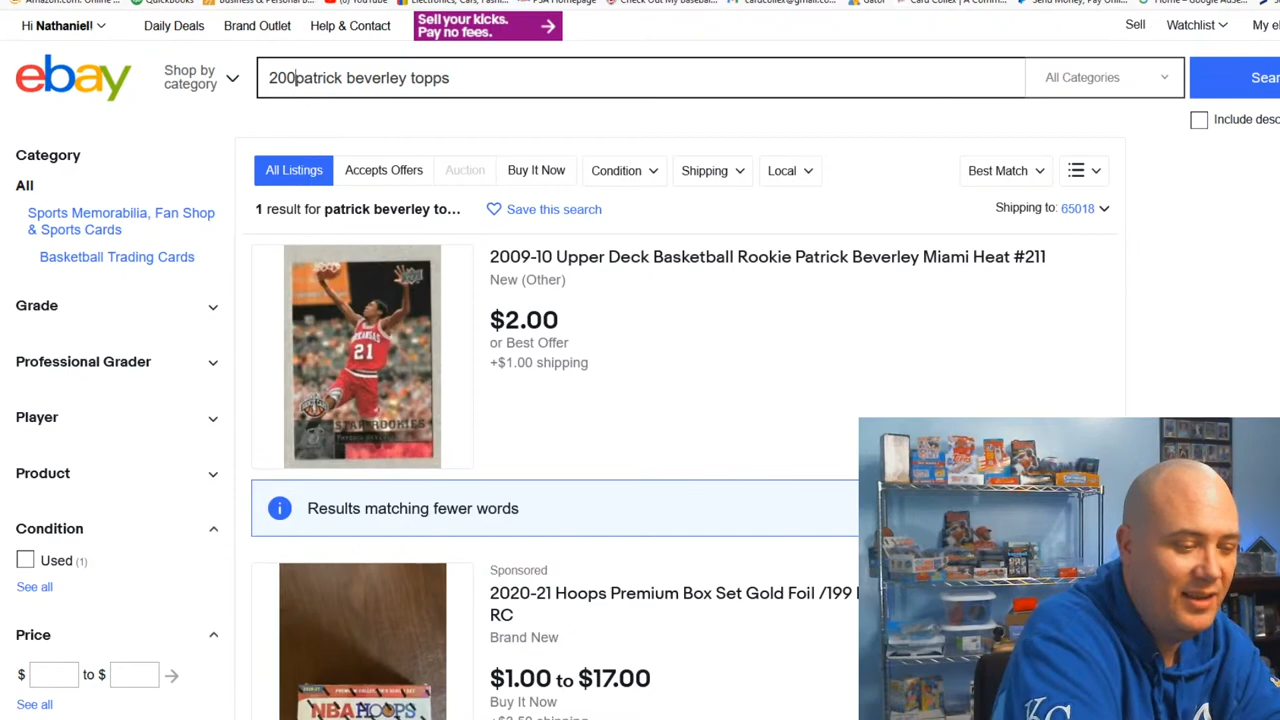 Hi Nathaniel!
Daily Deals
Brand Outlet
Help & Contact
Sell your kicks.
Pay no fees.
Sell
Watchlist
My e
ebay
Shop by
category
200patrick beverley topps
All Categories
Sear
Include desc
Category
All
Sports Memorabilia, Fan Shop
& Sports Cards
Basketball Trading Cards
Grade
Professional Grader
Player
Product
Condition
Used (1)
See all
Price
$ to $
See all
All Listings
Accepts Offers
Auction
Buy It Now
Condition
Shipping
Local
Best Match
1 result for patrick beverley to...
Save this search
Shipping to: 65018
2009-10 Upper Deck Basketball Rookie Patrick Beverley Miami Heat #211
New (Other)
$2.00
or Best Offer
+$1.00 shipping
ARKANSAS
21
STAR ROOKIES
Results matching fewer words
Sponsored
2020-21 Hoops Premium Box Set Gold Foil /199
RC
Brand New
$1.00 to $17.00
Buy It Now
NBA HOOPS
KC